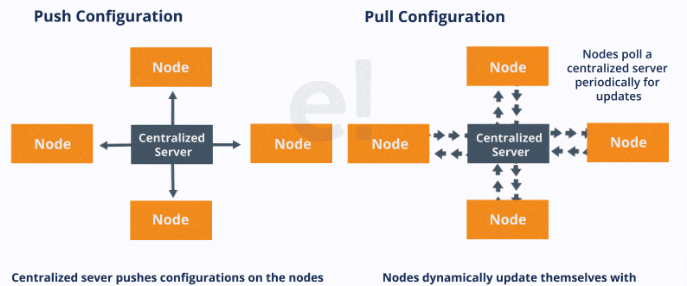 Push Configuration
Node
Node
Centralized
Server
Node
Node
Centralized sever pushes configurations on the nodes
Pull Configuration
Nodes poll a
centralized server
periodically for
updates
Node
Node
Centralized
Server
Node
Node
Nodes dynamically update themselves with
e!